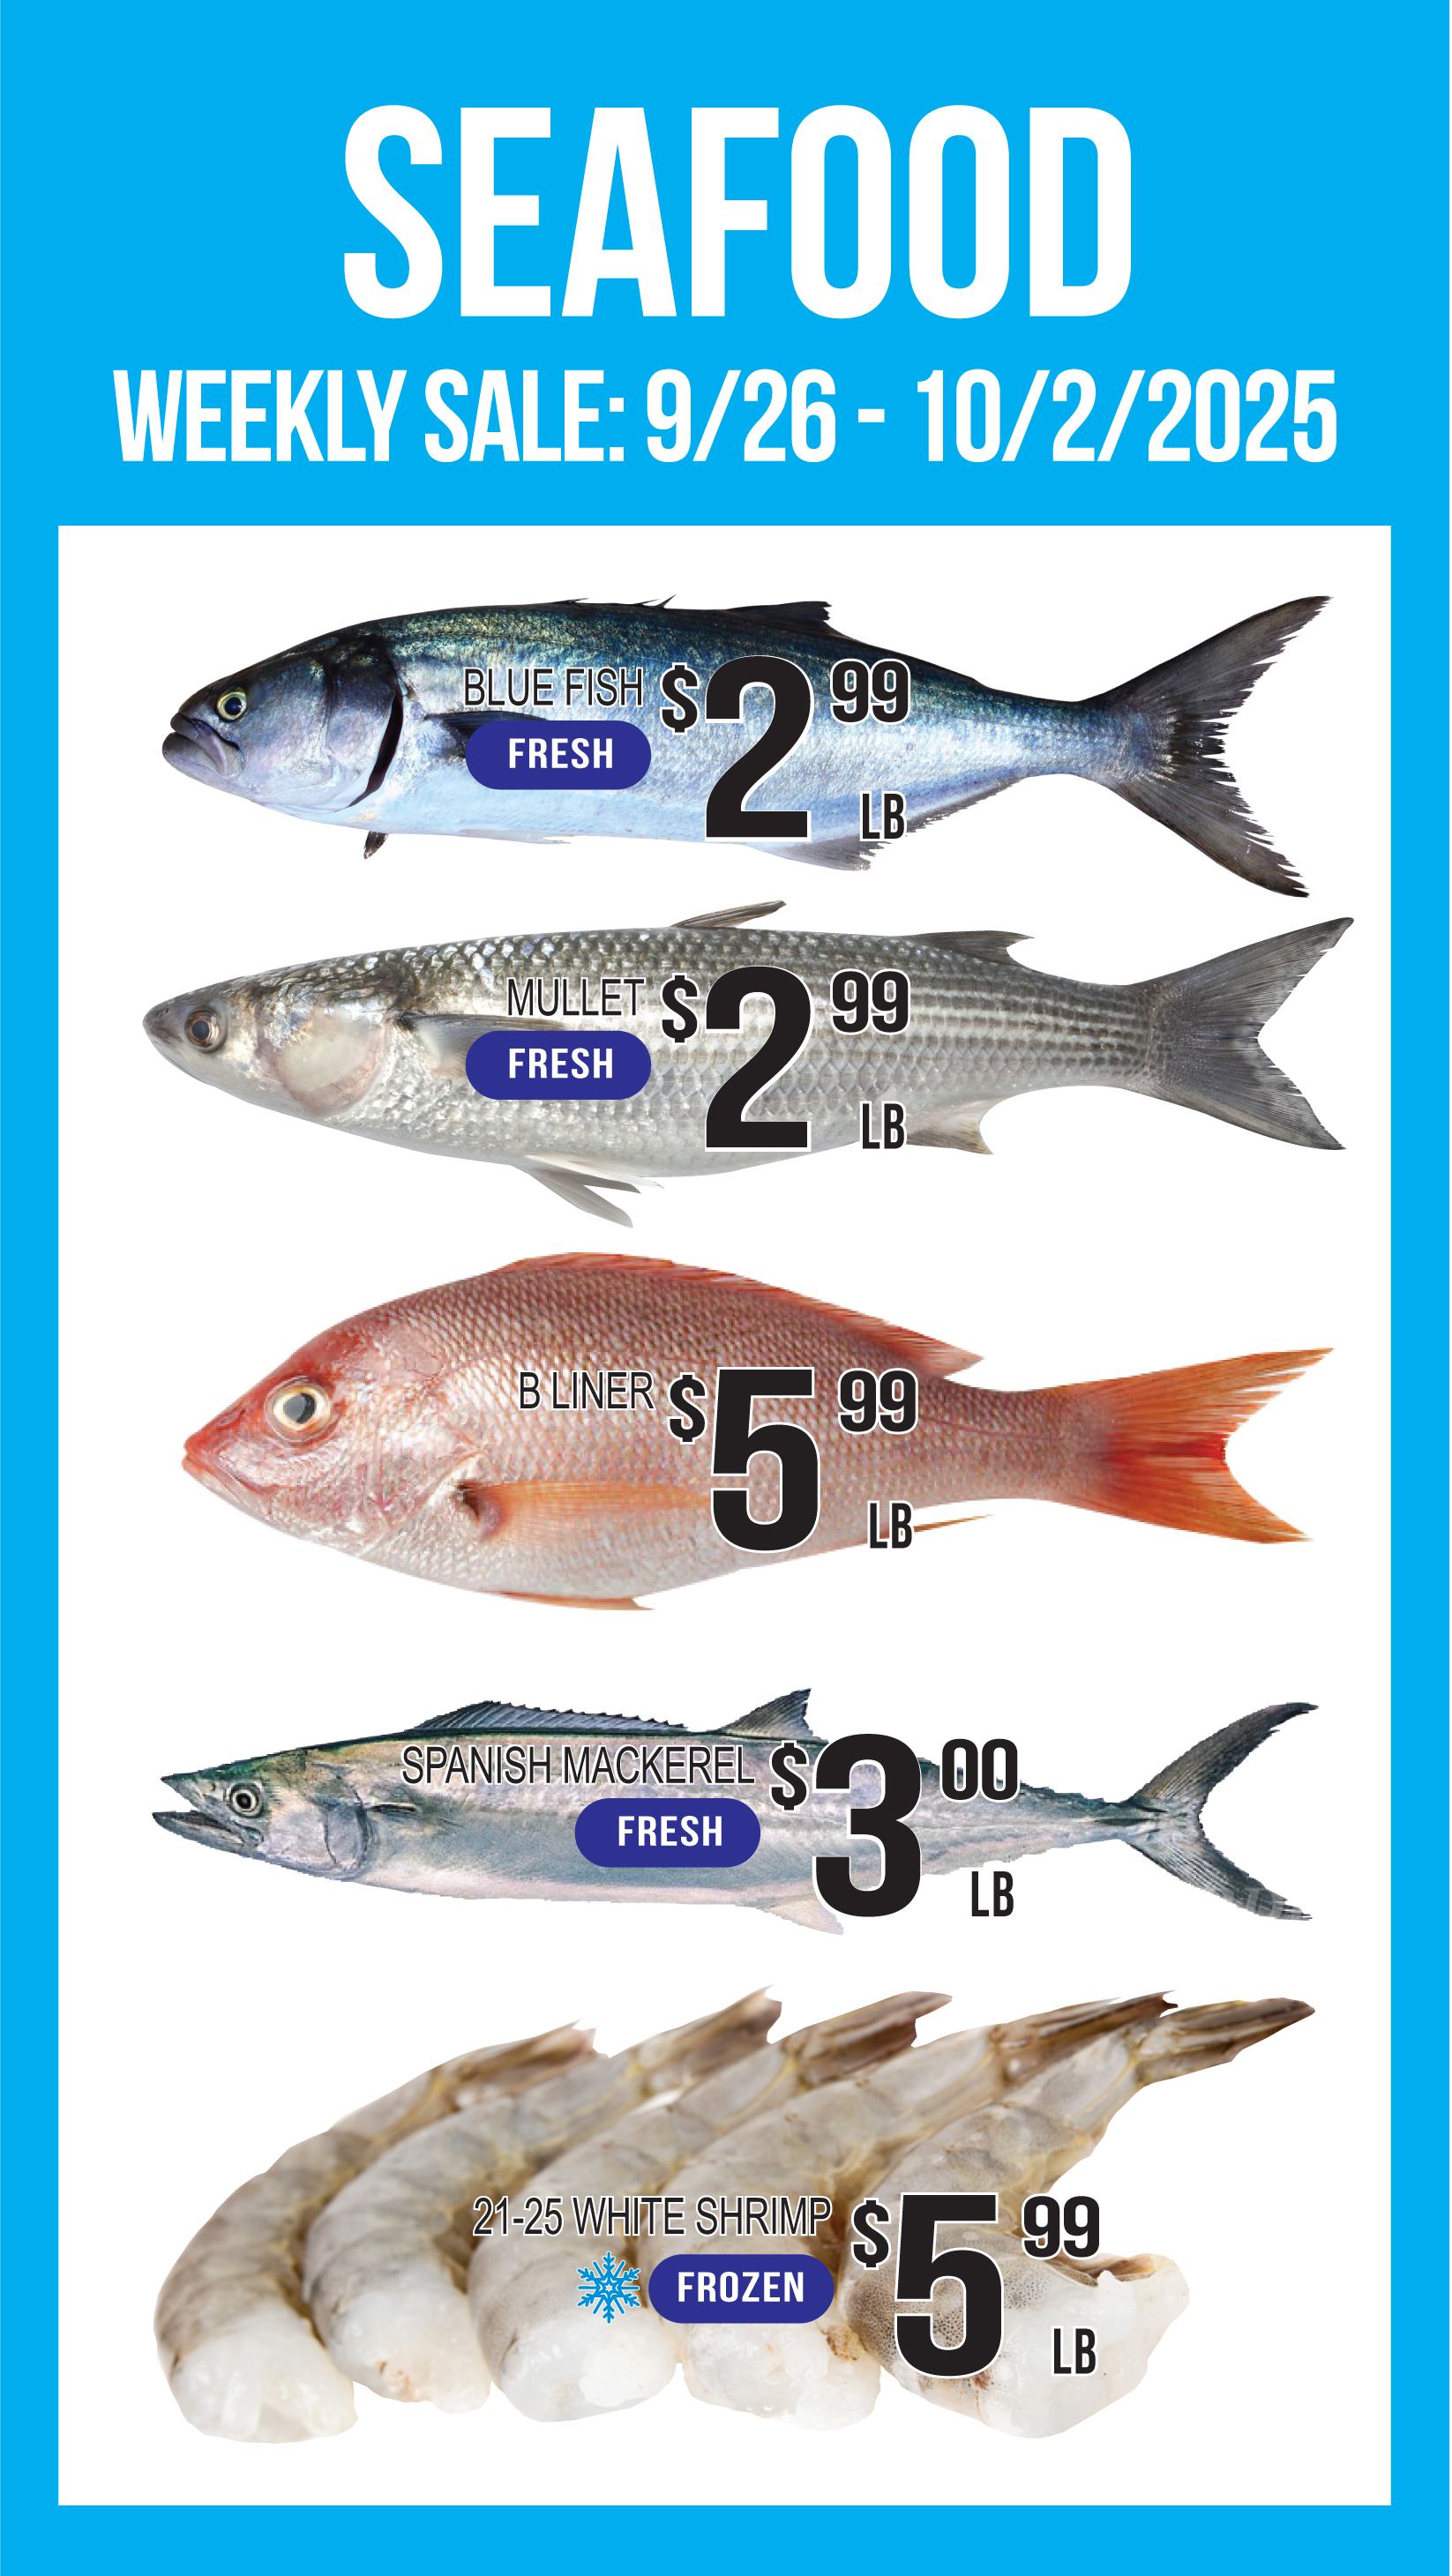 SEAFOOD
WEEKLY SALE: 9/26 - 10/2/2025
BLUE FISH $2 99
FRESH
LB
MULLET $2 99
FRESH
LB
B LINER $5 99
LB
SPANISH MACKEREL $3 00
FRESH
LB
21-25 WHITE SHRIMP $5 99
FROZEN
LB